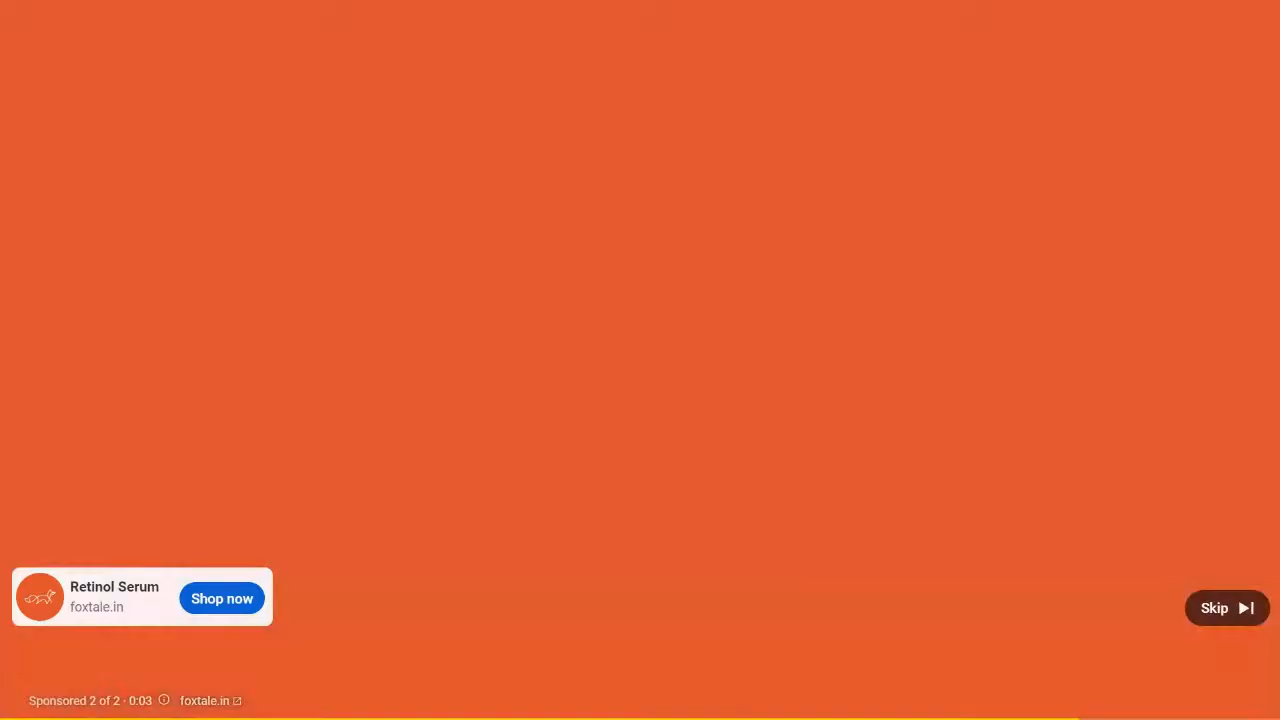 Retinol Serum
foxtale.in
Shop now
Skip
Sponsored 2 of 2 · 0:03
foxtale.in